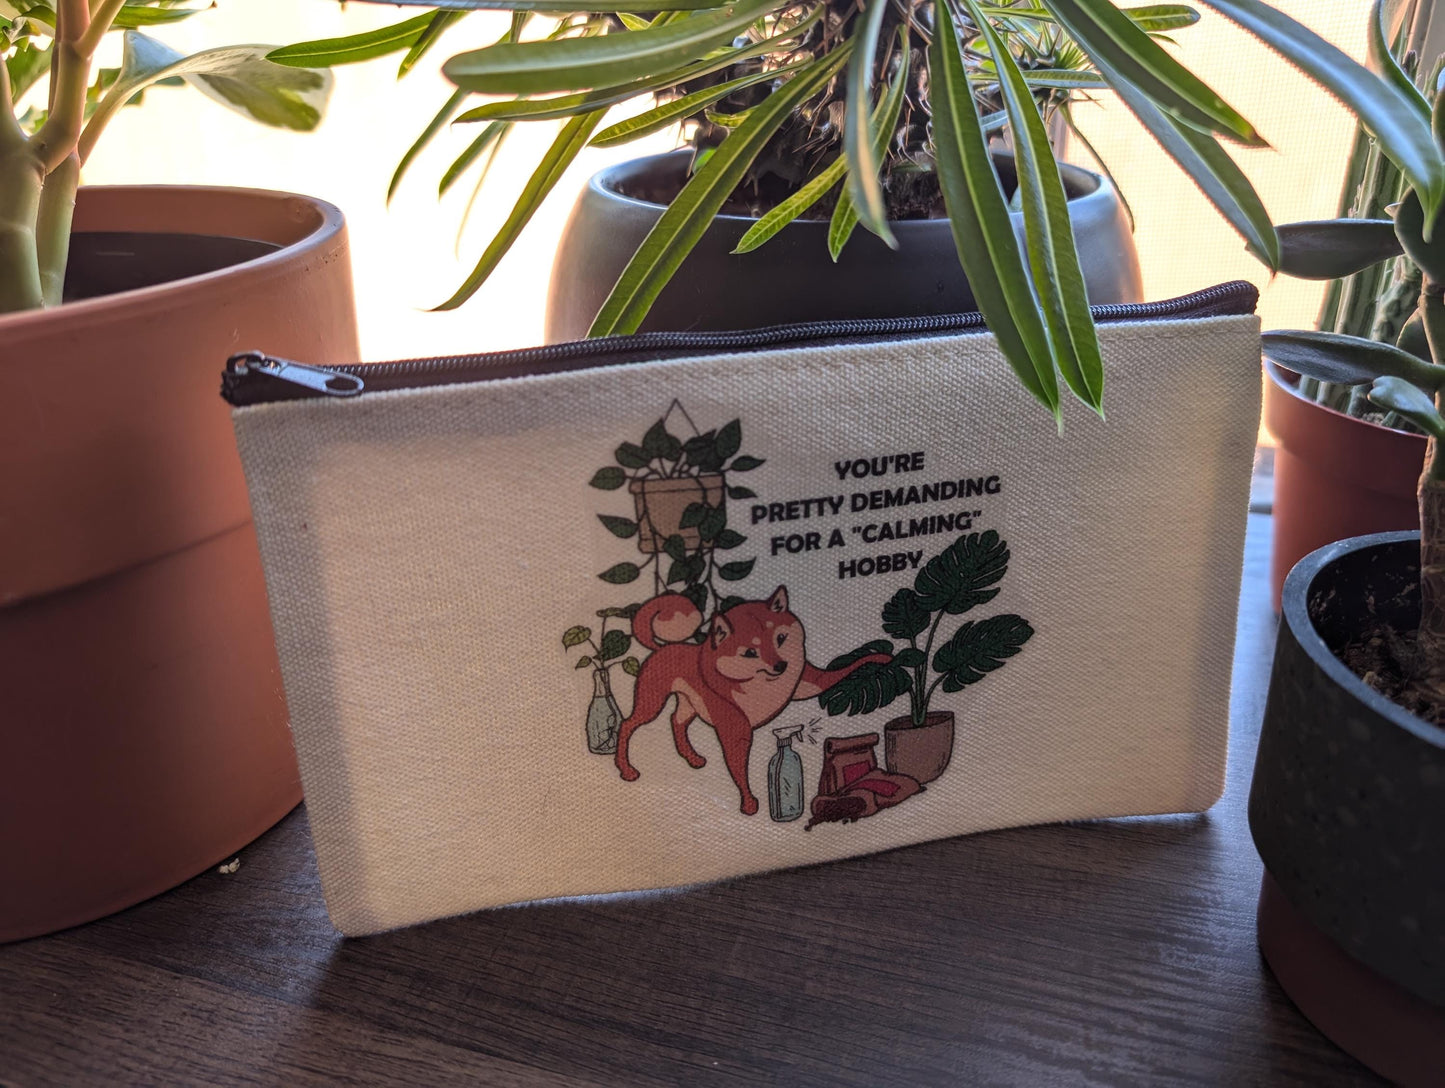 YOU'RE
PRETTY DEMANDING
FOR A "CALMING"
HOBBY